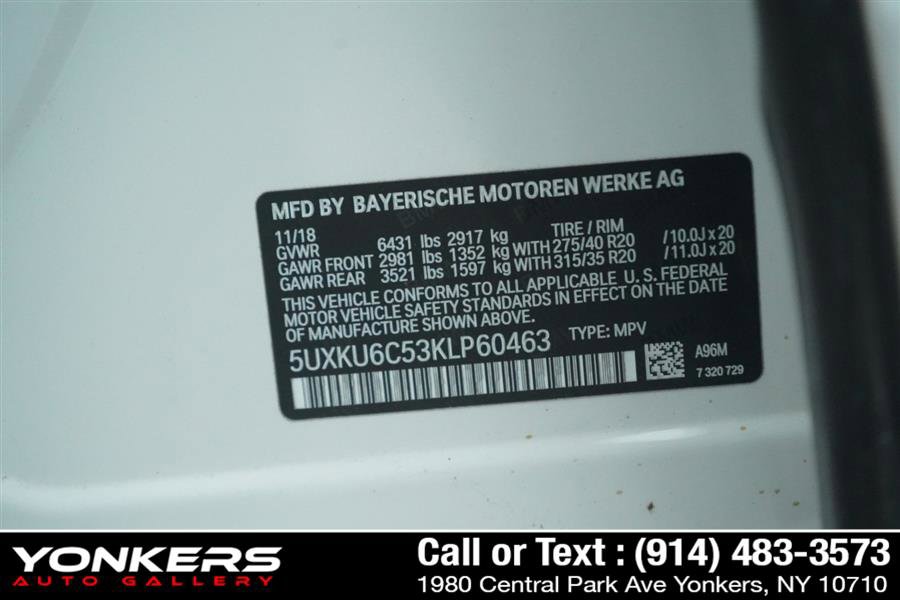 MFD BY BAYERISCHE MOTOREN WERKE AG
11/18 TIRE / RIM
GVWR 6431 lbs 2917 kg
GAWR FRONT 2981 lbs 1352 kg WITH 275/40 R20 / 10.0J x 20
GAWR REAR 3521 lbs 1597 kg WITH 315/35 R20 / 11.0J x 20
THIS VEHICLE CONFORMS TO ALL APPLICABLE U.S. FEDERAL
MOTOR VEHICLE SAFETY STANDARDS IN EFFECT ON THE DATE
OF MANUFACTURE SHOWN ABOVE.
5UXKU6C53KLP60463 TYPE: MPV
A96M
7 320 729
YONKERS
AUTO GALLERY
Call or Text : (914) 483-3573
1980 Central Park Ave Yonkers, NY 10710